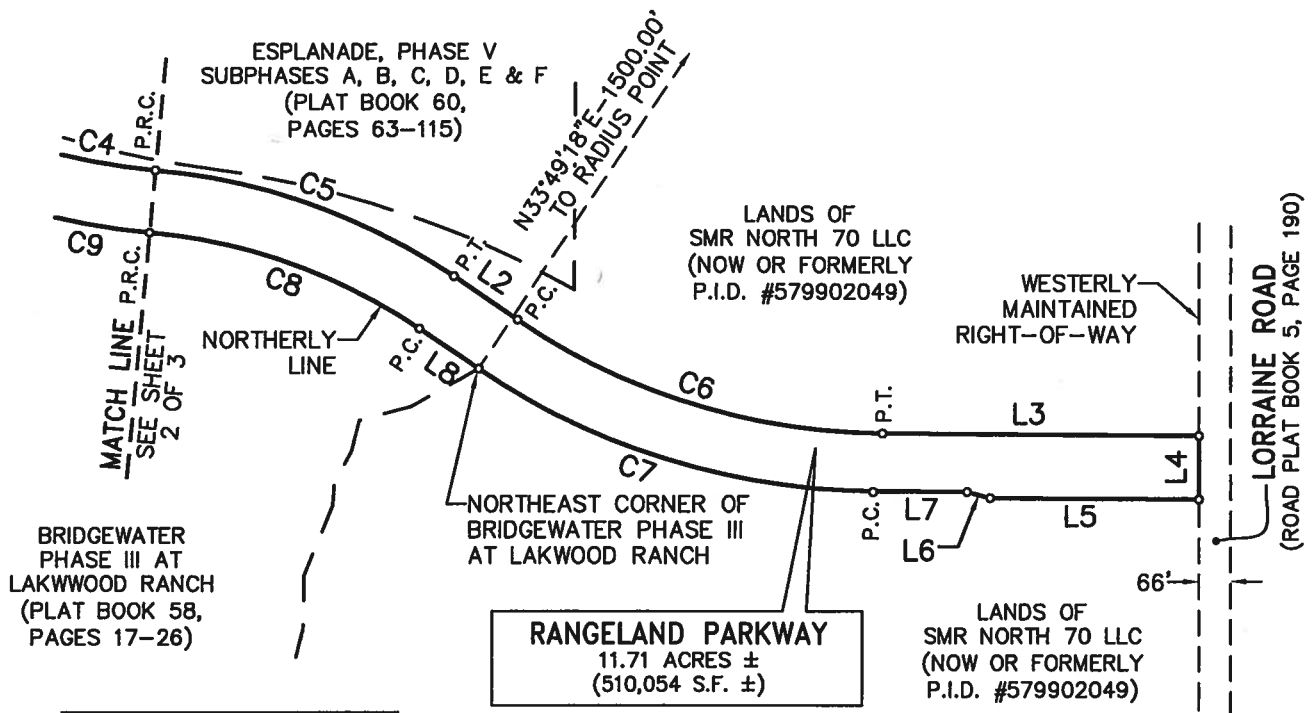 ESPLANADE, PHASE V
SUBPHASES A, B, C, D, E & F
(PLAT BOOK 60,
PAGES 63–115)
N33°49'18"E–1500.00'
TO RADIUS POINT
P.R.C.
C4
C5
P.T.
L2
P.C.
C9
P.R.C.
C8
NORTHERLY
LINE
P.C.
L8
MATCH LINE
SEE SHEET
2 OF 3
LANDS OF
SMR NORTH 70 LLC
(NOW OR FORMERLY
P.I.D. #579902049)
WESTERLY
MAINTAINED
RIGHT–OF–WAY
LORRAINE ROAD
(ROAD PLAT BOOK 5, PAGE 190)
C6
P.T.
L3
L4
C7
P.C.
L7
L6
L5
66'
NORTHEAST CORNER OF
BRIDGEWATER PHASE III
AT LAKWOOD RANCH
BRIDGEWATER
PHASE III AT
LAKWWOOD RANCH
(PLAT BOOK 58,
PAGES 17–26)
RANGELAND PARKWAY
11.71 ACRES ±
(510,054 S.F. ±)
LANDS OF
SMR NORTH 70 LLC
(NOW OR FORMERLY
P.I.D. #579902049)